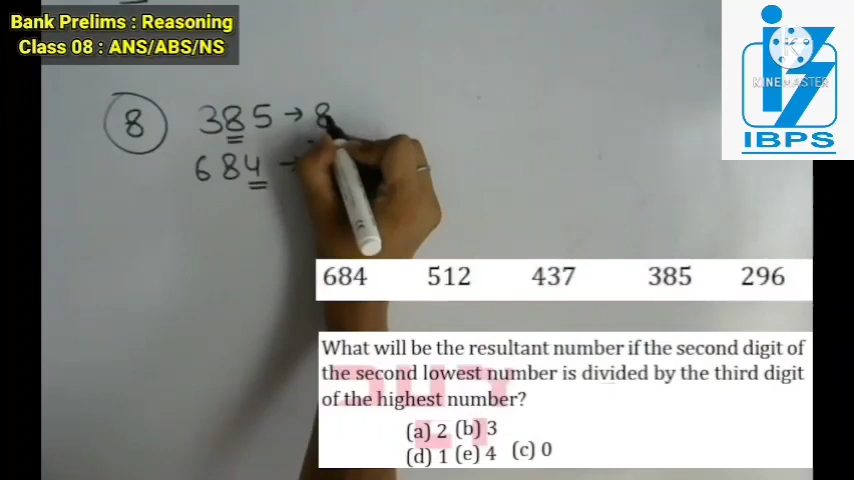 Bank Prelims : Reasoning
Class 08 : ANS/ABS/NS
KINEMASTER
IBPS
8 385 → 8
684 →
684 512 437 385 296
What will be the resultant number if the second digit of
the second lowest number is divided by the third digit
of the highest number?
(a) 2 (b) 3
(d) 1 (e) 4 (c) 0